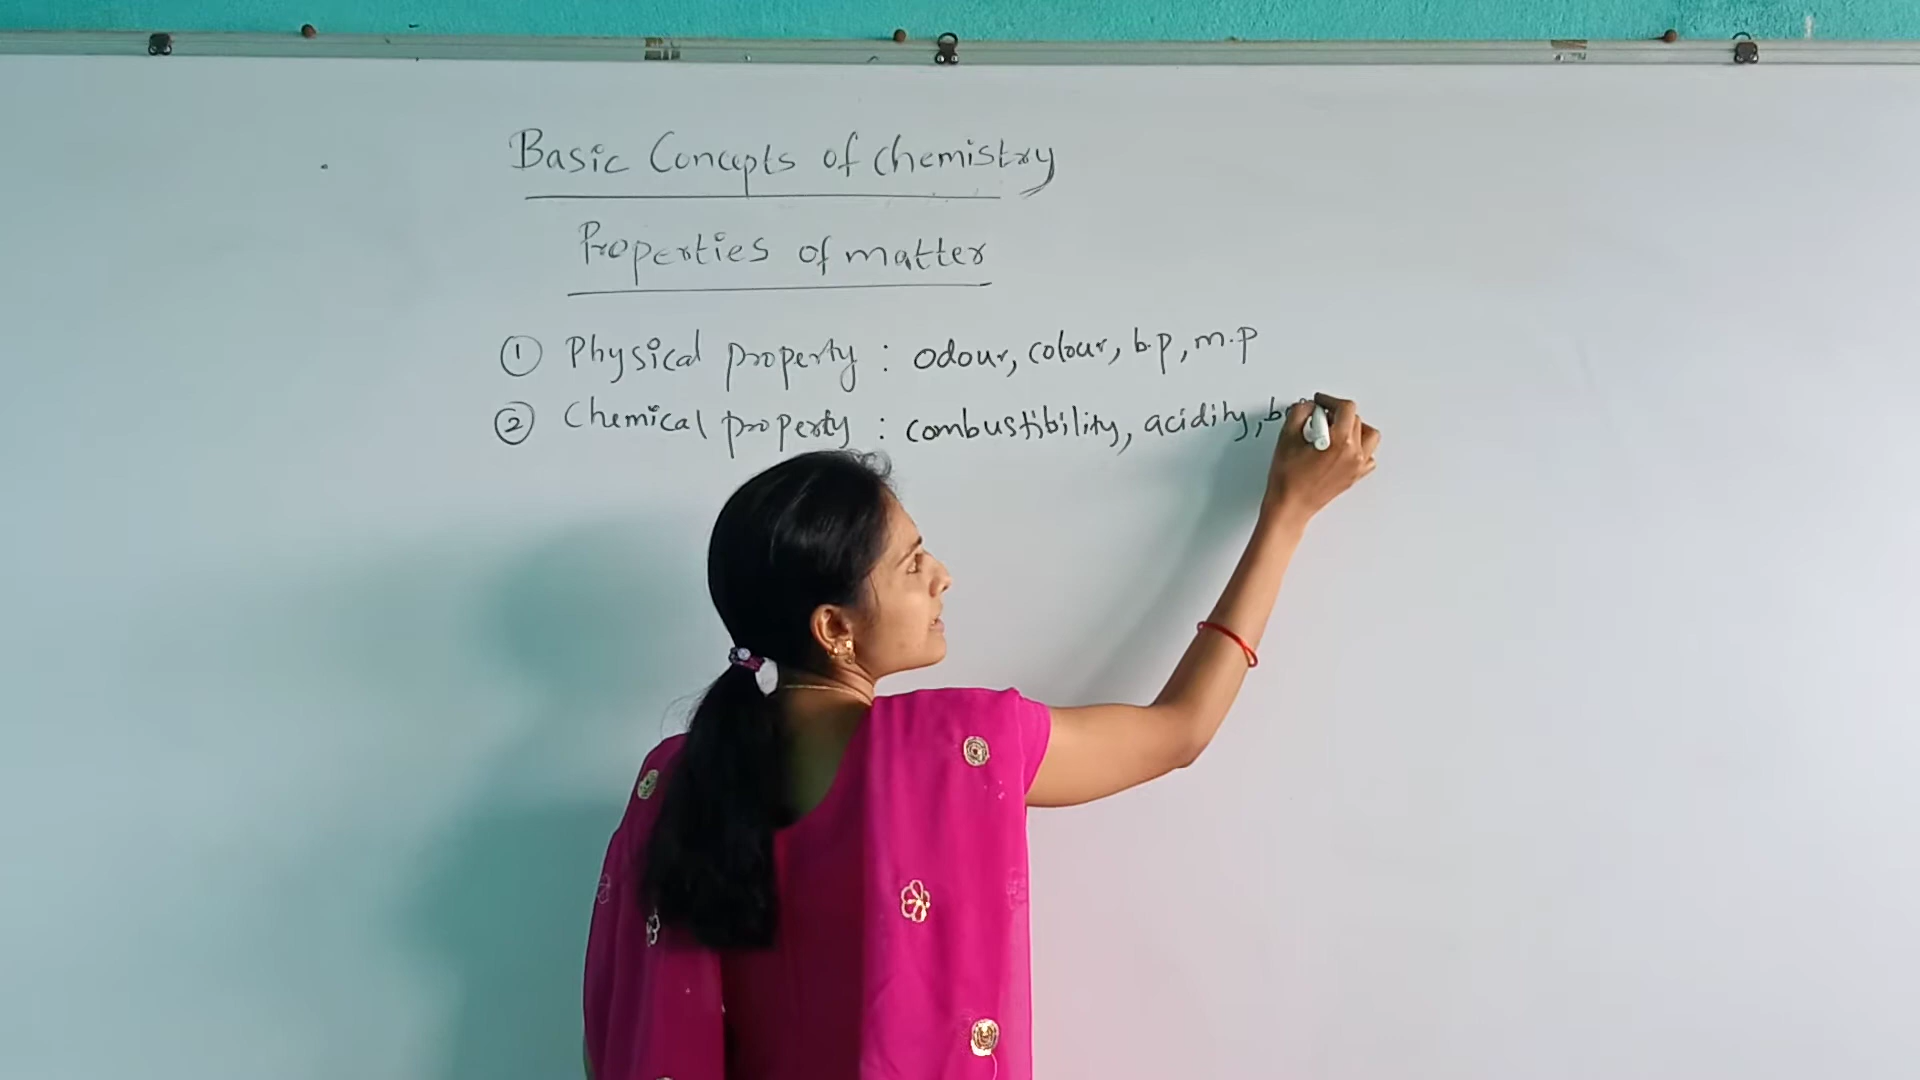 Basic Concepts of chemistry
Properties of matter
① Physical property : odour, colour, b.p, m.p
② Chemical property : combustibility, acidity,